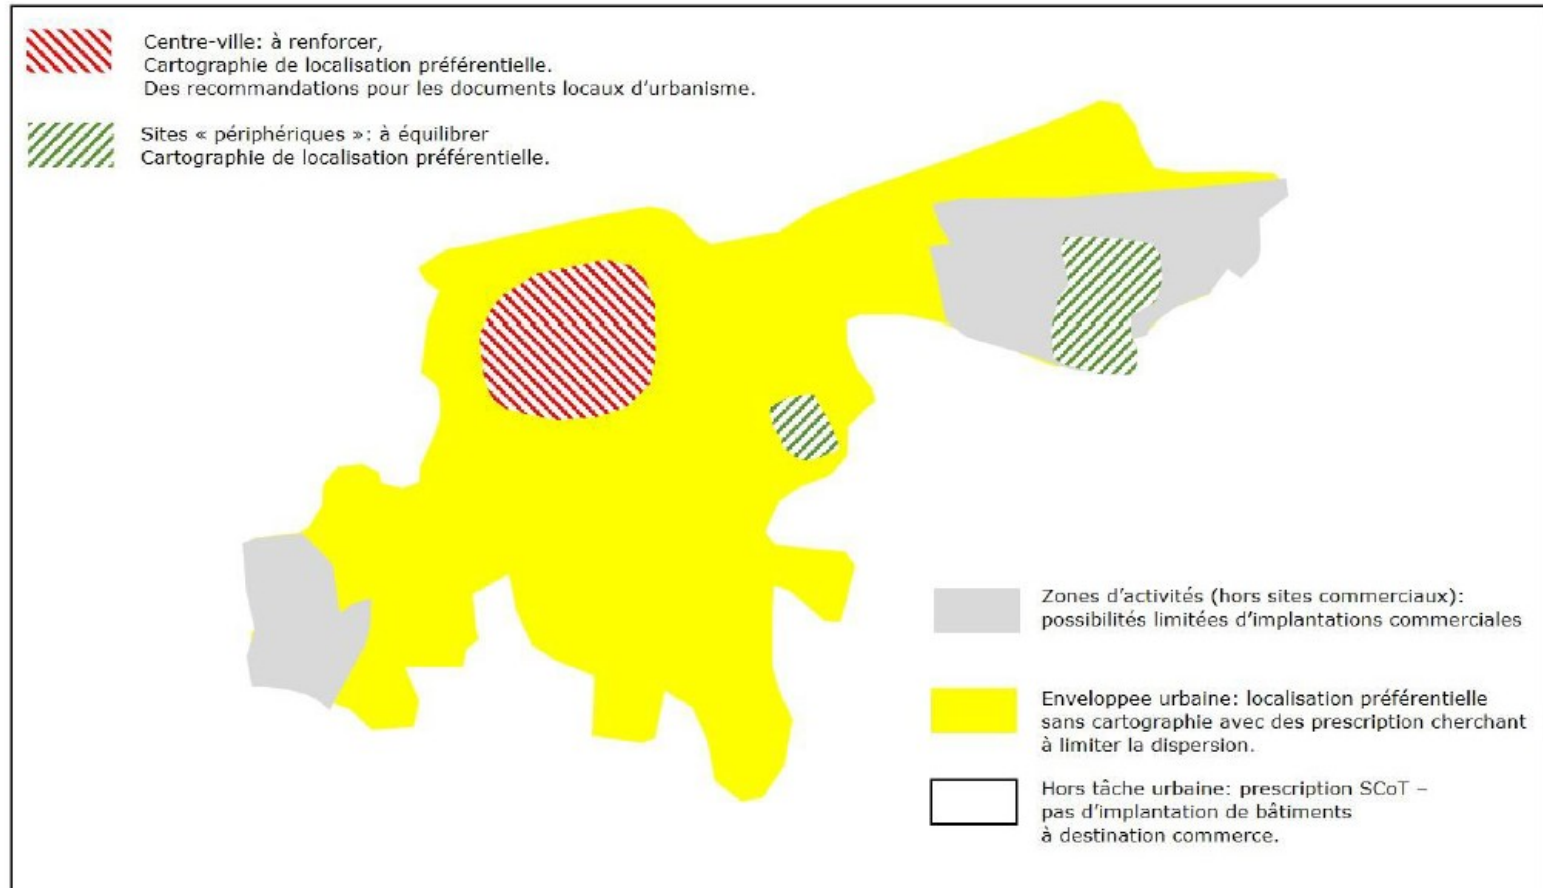 Centre-ville: à renforcer,
Cartographie de localisation préférentielle.
Des recommandations pour les documents locaux d'urbanisme.
Sites « périphériques »: à équilibrer
Cartographie de localisation préférentielle.
Zones d'activités (hors sites commerciaux):
possibilités limitées d'implantations commerciales
Enveloppee urbaine: localisation préférentielle
sans cartographie avec des prescription cherchant
à limiter la dispersion.
Hors tâche urbaine: prescription SCoT –
pas d'implantation de bâtiments
à destination commerce.